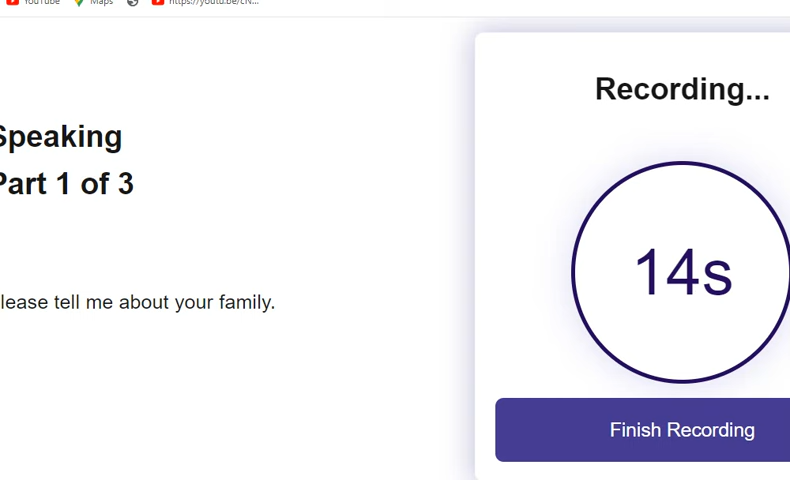 YouTube Maps https://youtu.be/cN...
Recording...
Speaking
Part 1 of 3
14s
lease tell me about your family.
Finish Recording